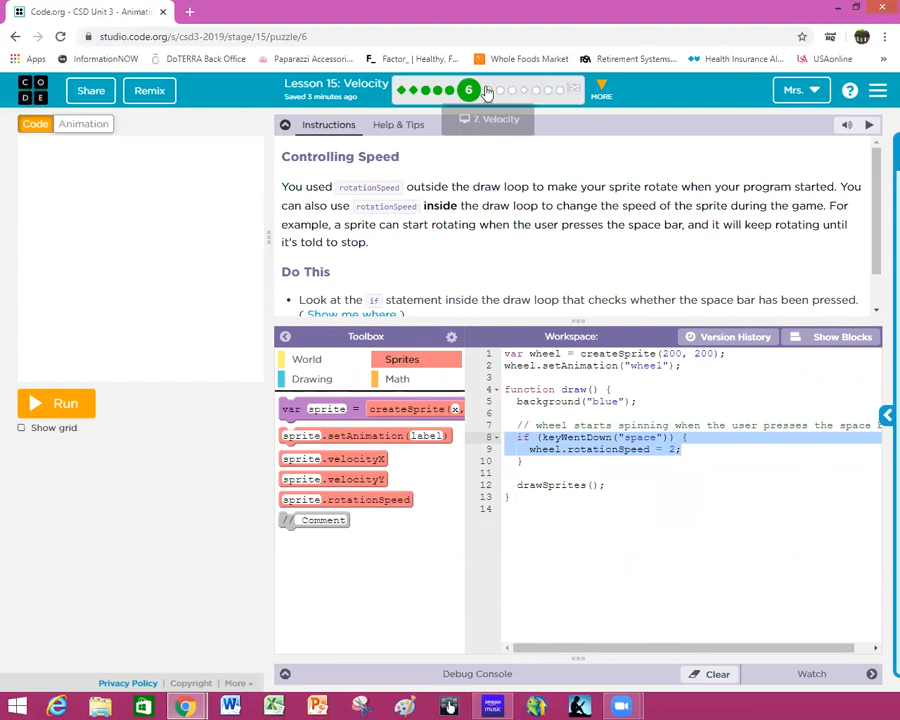 Code.org - CSD Unit 3 - Animati
studio.code.org/s/csd3-2019/stage/15/puzzle/6
Apps
InformationNOW
DoTERRA Back Office
Paparazzi Accessori...
Factor_ | Healthy, F...
Whole Foods Market
Retirement Systems...
Health Insurance Al...
USAonline
C O
D E
Share
Remix
Lesson 15: Velocity
Saved 3 minutes ago
6
MORE
Mrs.
7. Velocity
Code
Animation
Instructions
Help & Tips
Controlling Speed
You used rotationSpeed outside the draw loop to make your sprite rotate when your program started. You
can also use rotationSpeed inside the draw loop to change the speed of the sprite during the game. For
example, a sprite can start rotating when the user presses the space bar, and it will keep rotating until
it's told to stop.
Do This
• Look at the if statement inside the draw loop that checks whether the space bar has been pressed.
( Show me where )
Toolbox
Workspace:
Version History
Show Blocks
World
Sprites
Drawing
Math
var sprite = createSprite(x,
sprite.setAnimation(label)
sprite.velocityX
sprite.velocityY
sprite.rotationSpeed
// Comment
1 var wheel = createSprite(200, 200);
2 wheel.setAnimation("wheel");
3
4 function draw() {
5 background("blue");
6
7 // wheel starts spinning when the user presses the space
8 if (keyWentDown("space")) {
9 wheel.rotationSpeed = 2;
10 }
11
12 drawSprites();
13 }
14
Run
Show grid
Debug Console
Clear
Watch
Privacy Policy | Copyright | More